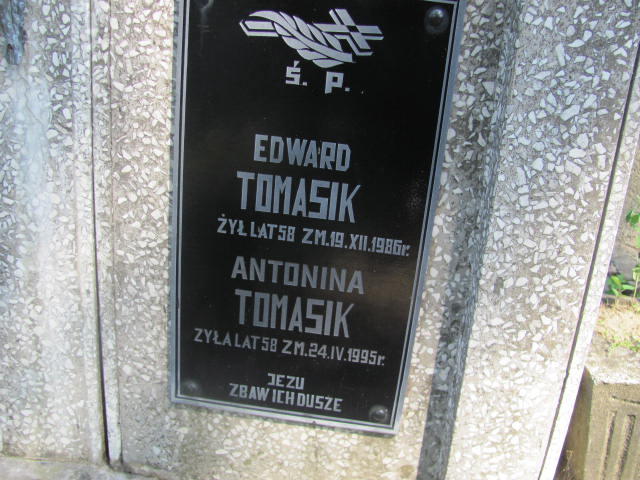 Ś. P.
EDWARD
TOMASIK
ŻYŁ LAT 58 ZM. 19. XII. 1986r.
ANTONINA
TOMASIK
ŻYŁA LAT 58 ZM. 24. IV. 1995r.
JEZU
ZBAW ICH DUSZE